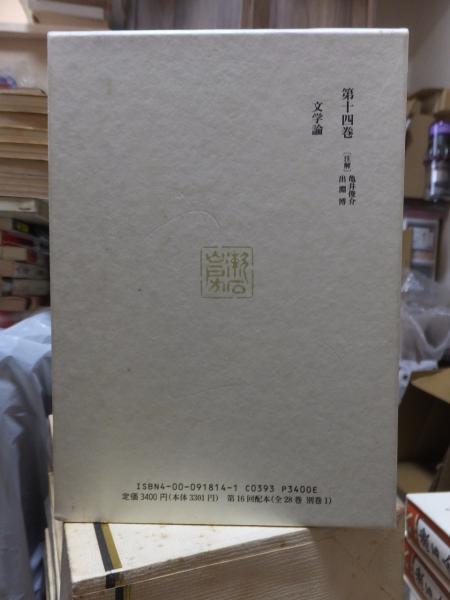 第十四巻
文学論
〔注解〕亀井俊介
出淵 博
漱石
ISBN4-00-091814-1 C0393 P3400E
定価3400円(本体3301円) 第16回配本(全28巻 別巻1)